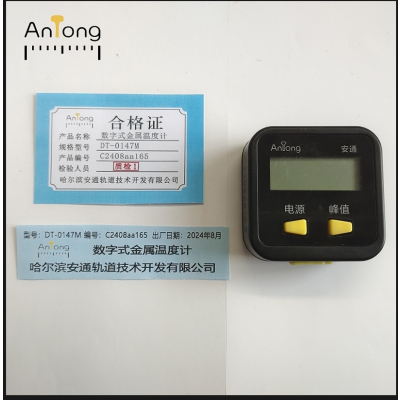 AnTong
合格证
产品名称 数字式金属温度计
规格型号 DT-0147M
产品编号 C2408aa165
检验人员 质检1
哈尔滨安通轨道技术开发有限公司
AnTong 安通
电源 峰值
型号：DT-0147M 编号：C2408aa165 出厂日期：2024年8月
AnTong 数字式金属温度计
哈尔滨安通轨道技术开发有限公司